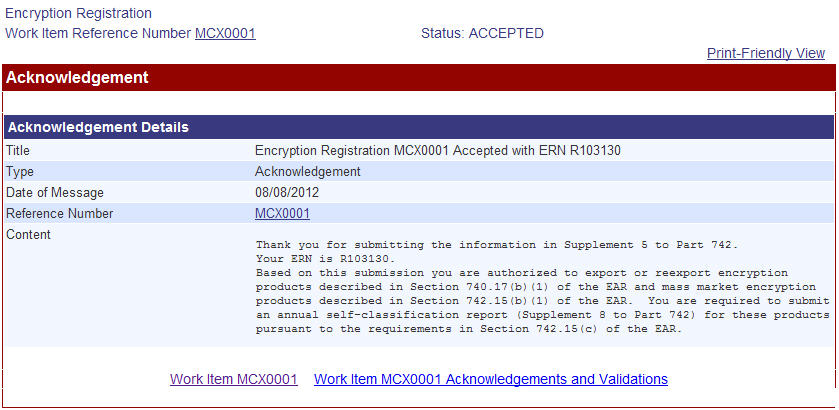 Encryption Registration
Work Item Reference Number MCX0001 Status: ACCEPTED
Print-Friendly View
Acknowledgement
Acknowledgement Details
Title Encryption Registration MCX0001 Accepted with ERN R103130
Type Acknowledgement
Date of Message 08/08/2012
Reference Number MCX0001
Content
Thank you for submitting the information in Supplement 5 to Part 742.
Your ERN is R103130.
Based on this submission you are authorized to export or reexport encryption
products described in Section 740.17(b)(1) of the EAR and mass market encryption
products described in 742.15(b)(1) of the EAR. You are required to submit
an annual self-classification report (Supplement 8 to Part 742) for these products
pursuant to the requirements in Section 742.15(c) of the EAR.
Work Item MCX0001 Work Item MCX0001 Acknowledgements and Validations